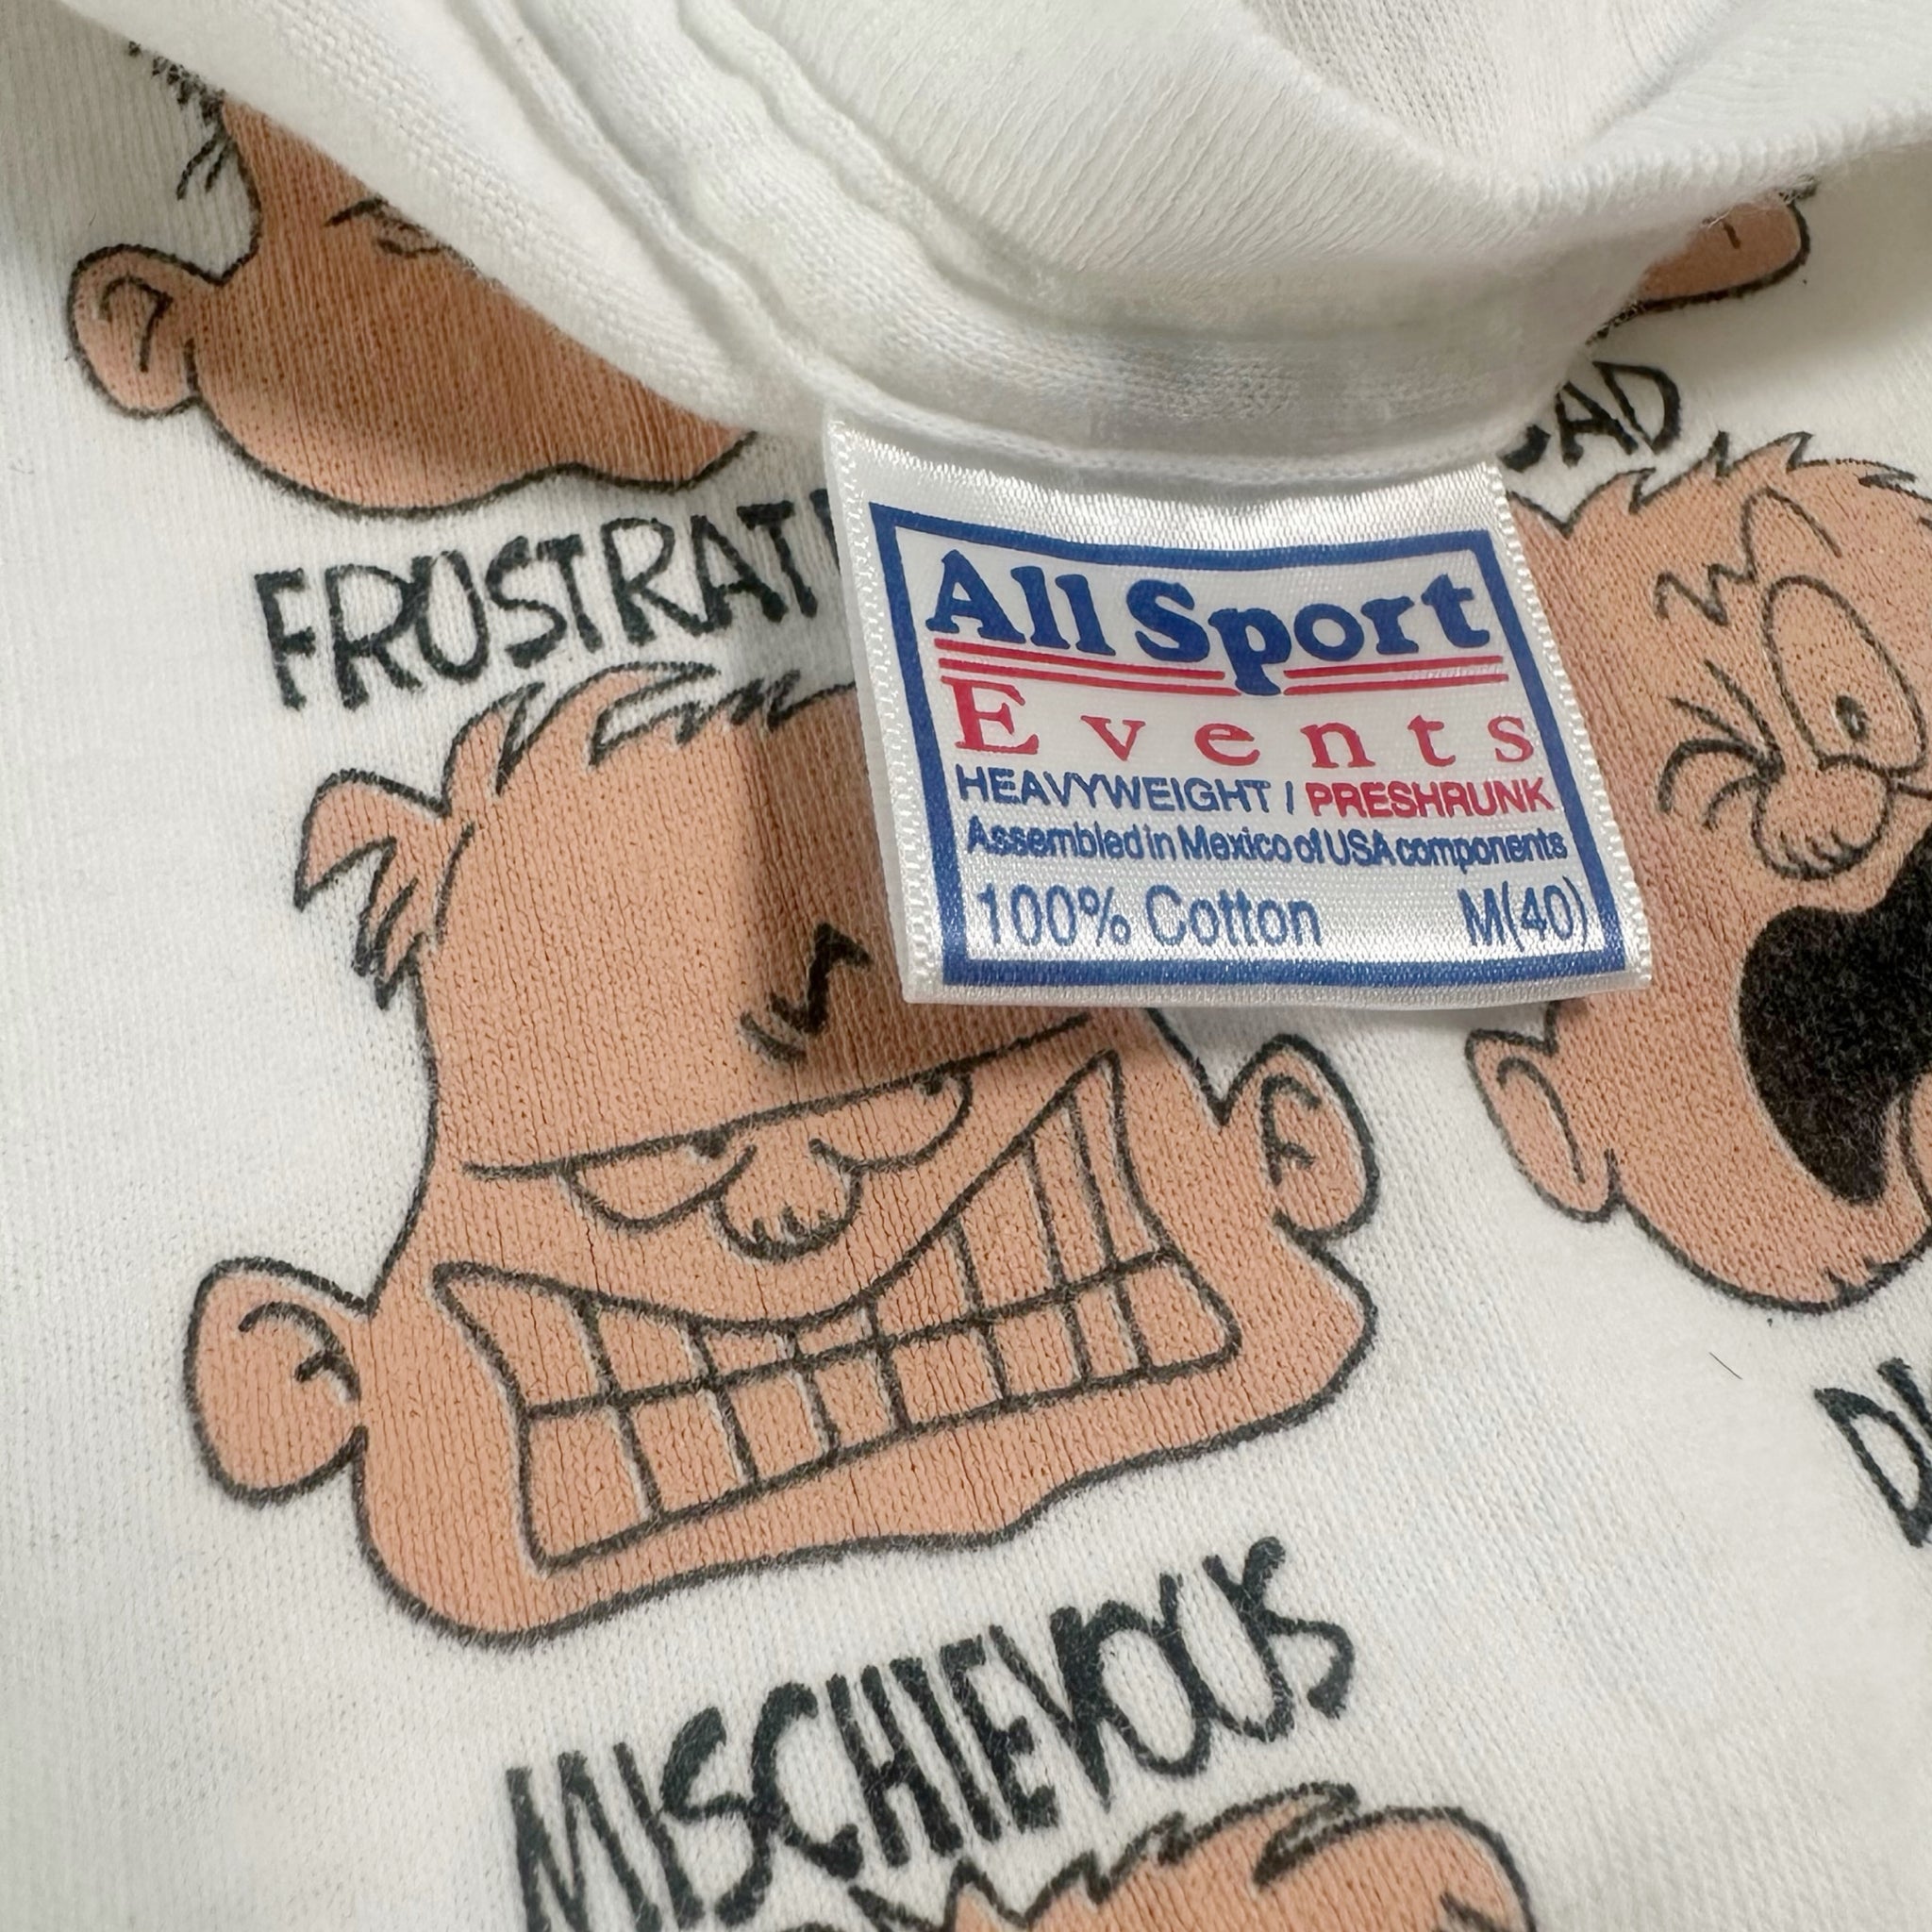 FRUSTRAT
All Sport
Events
HEAVYWEIGHT / PRESHRUNK
Assembled in Mexico of USA components
100% Cotton M(40)
MISCHIEVOUS